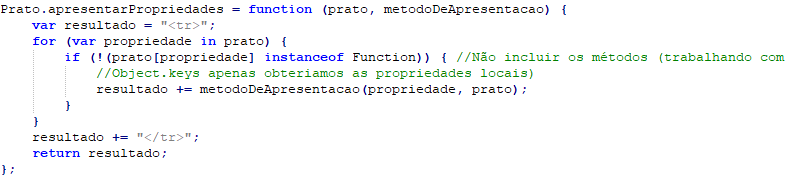 Prato.apresentarPropriedades = function (prato, metodoDeApresentacao) {
    var resultado = "<tr>";
    for (var propriedade in prato) {
        if (!(prato[propriedade] instanceof Function)) { //Não incluir os métodos (trabalhando com
            //Object.keys apenas obteriamos as propriedades locais)
            resultado += metodoDeApresentacao(propriedade, prato);
        }
    }
    resultado += "</tr>";
    return resultado;
};